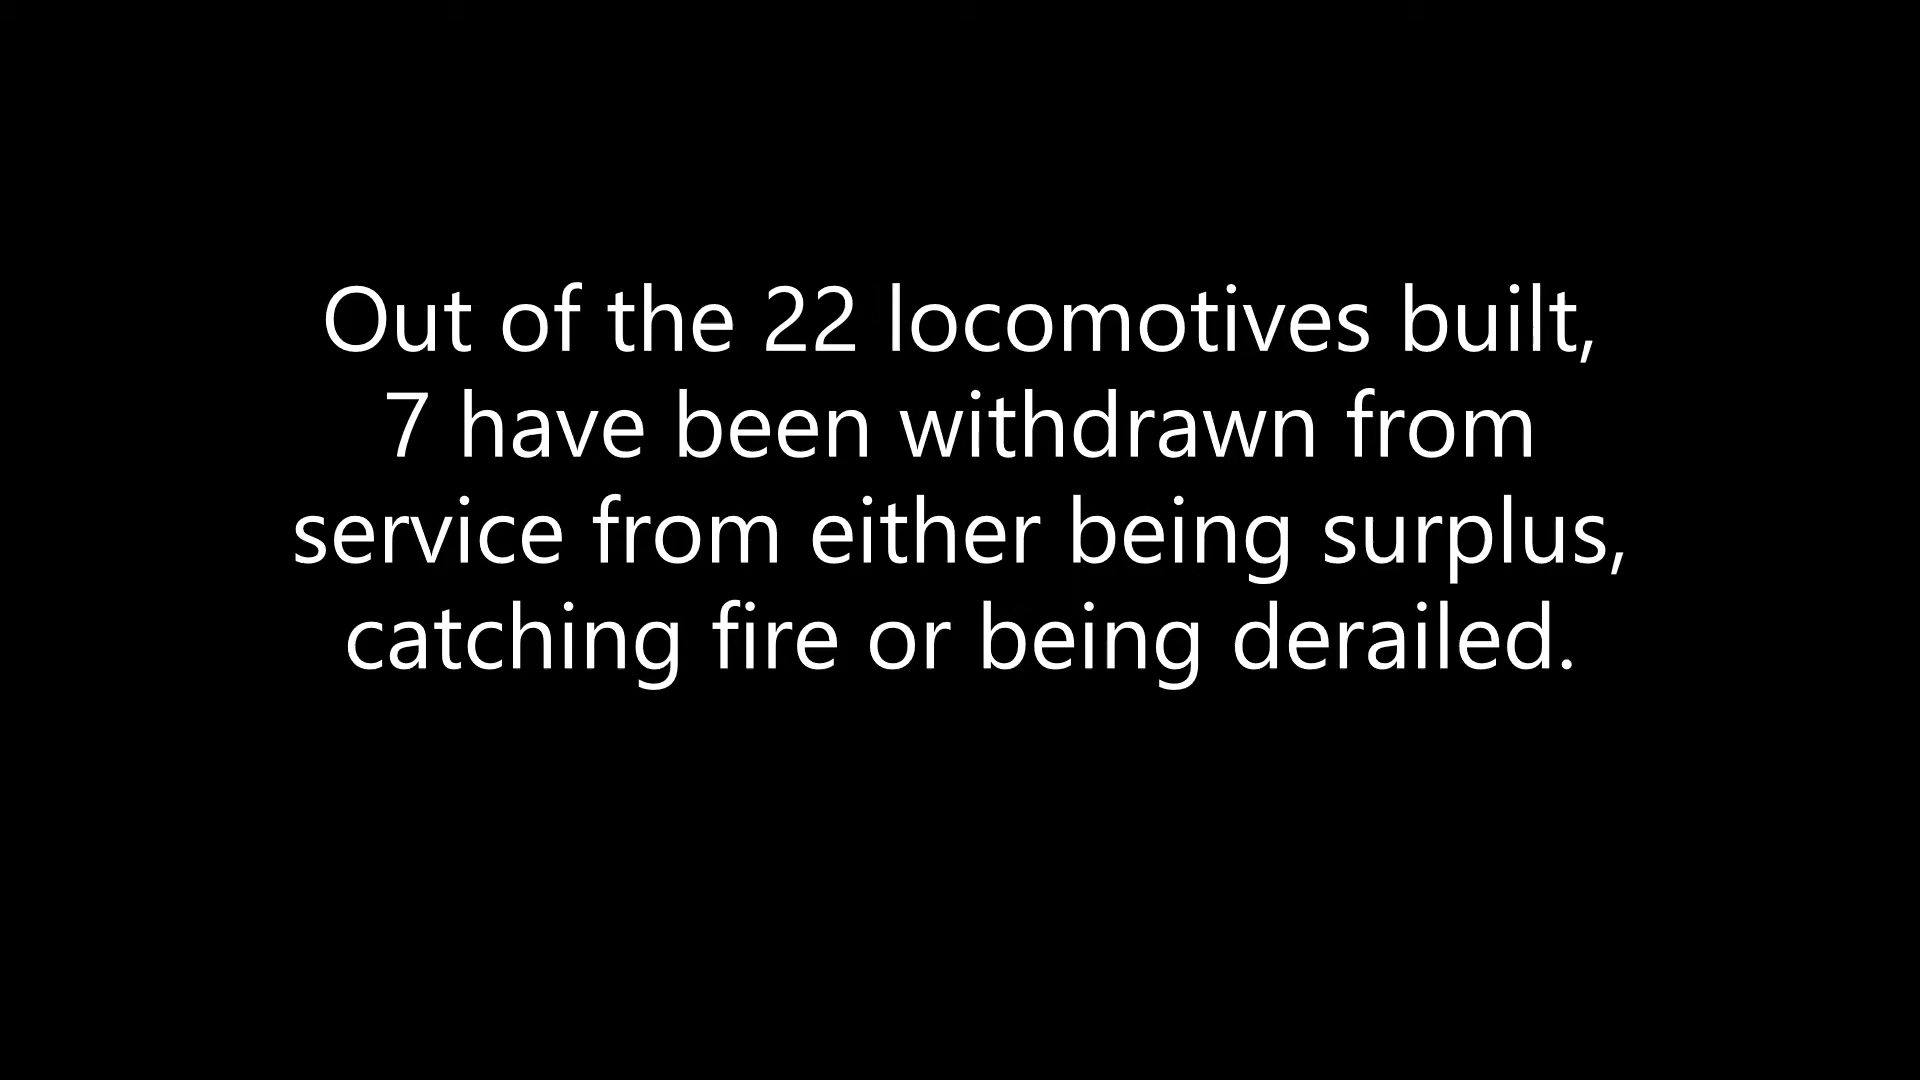 Out of the 22 locomotives built,
7 have been withdrawn from
service from either being surplus,
catching fire or being derailed.